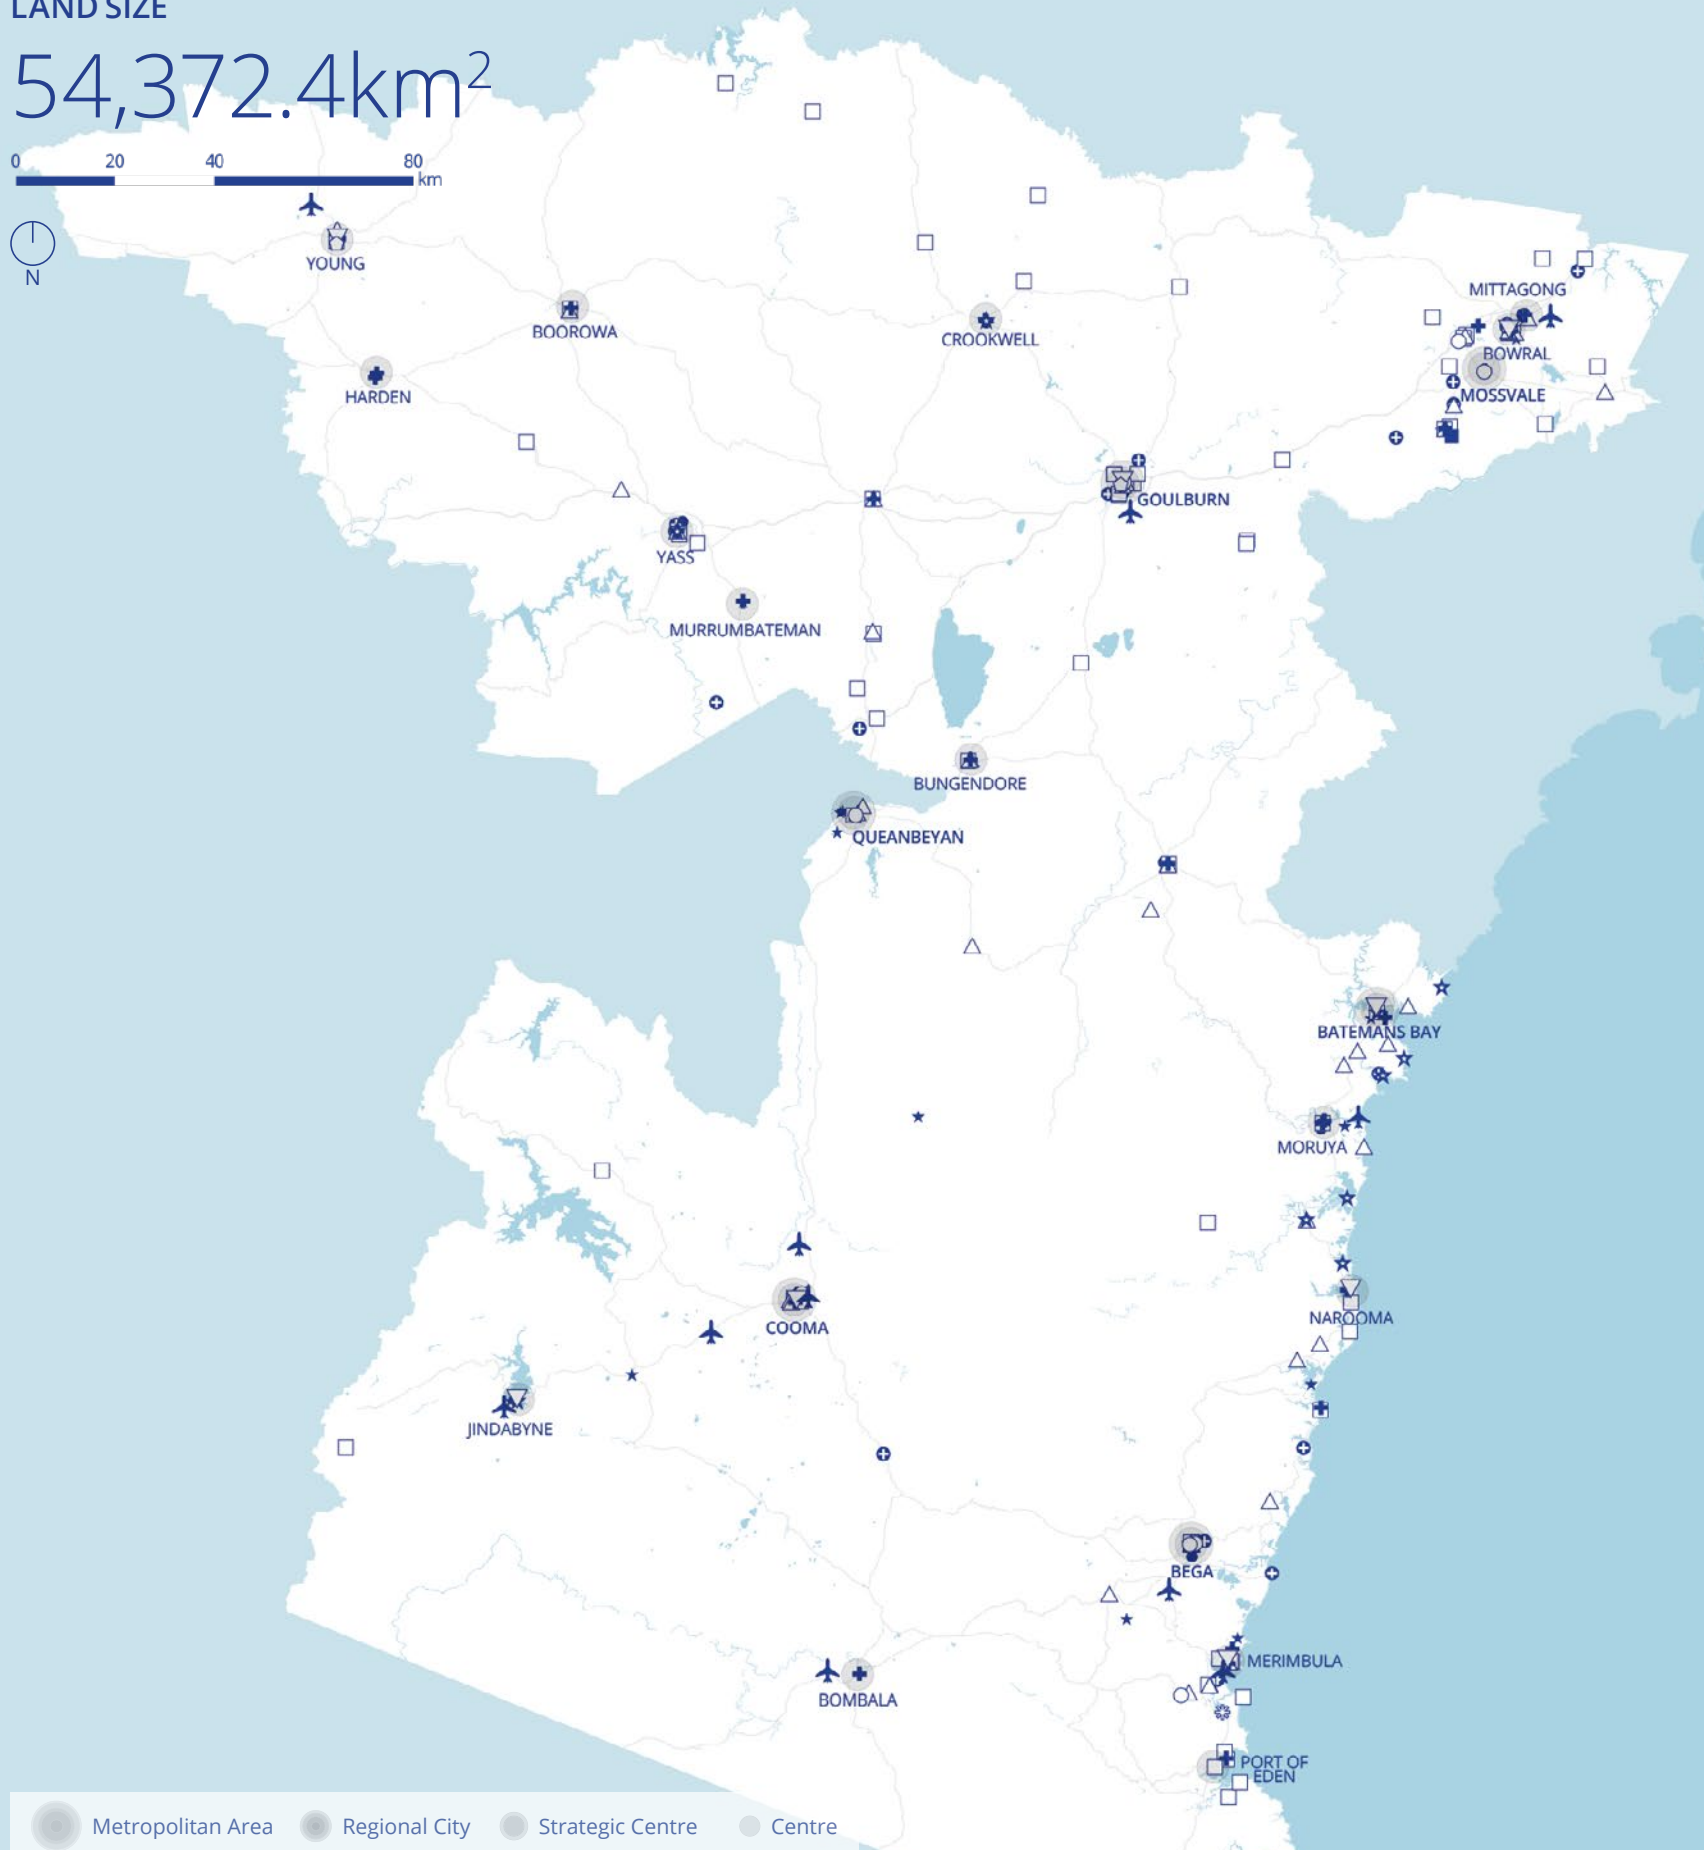 LAND SIZE
54,372.4km²
0 20 40 80
km
N
YOUNG
BOOROWA
CROOKWELL
HARDEN
MITTAGONG
BOWRAL
MOSSVALE
GOULBURN
YASS
MURRUMBATEMAN
BUNGENDORE
QUEANBEYAN
BATEMANS BAY
MORUYA
NAROOMA
COOMA
JINDABYNE
BEGA
MERIMBULA
BOMBALA
PORT OF
EDEN
Metropolitan Area Regional City Strategic Centre Centre